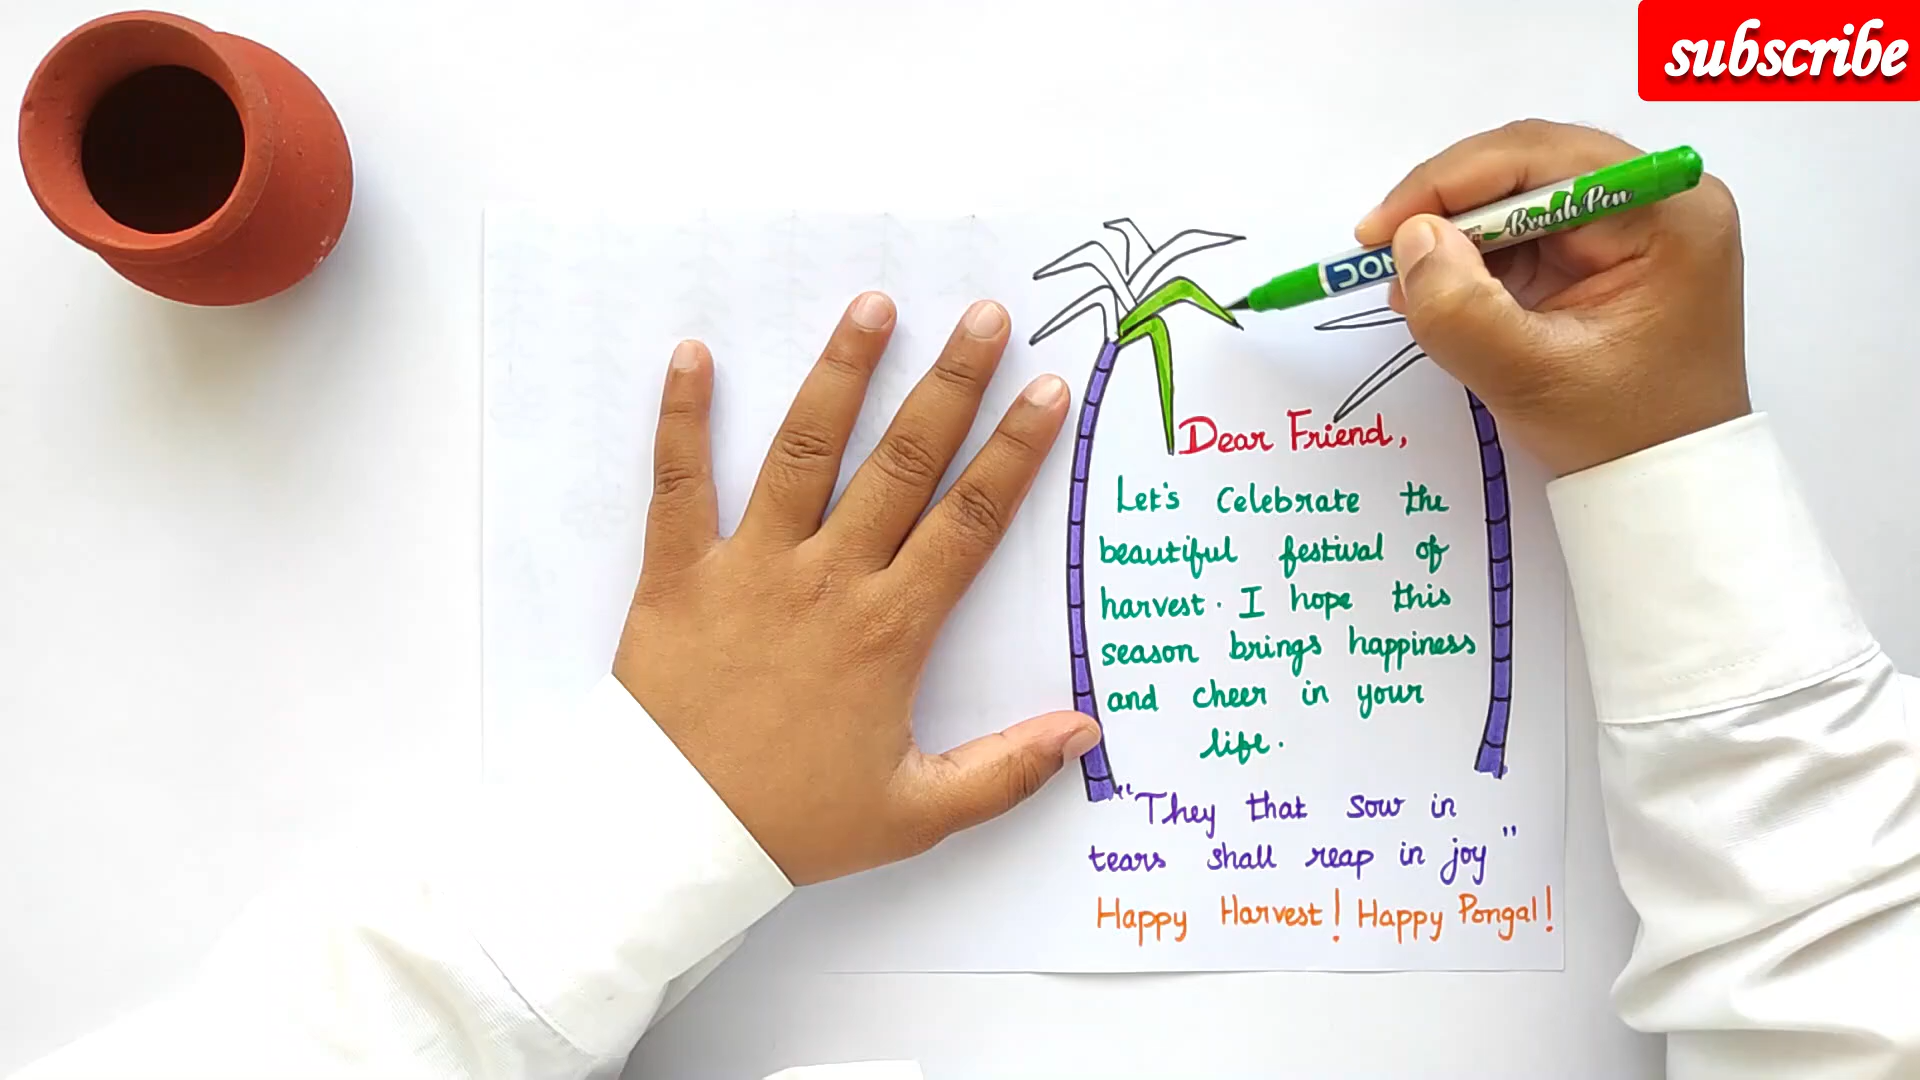 subscribe
Brush Pen
DOMS
Dear Friend,
Let's Celebrate the
beautiful festival of
harvest. I hope this
season brings happiness
and cheer in your
life.
"They that sow in
tears shall reap in joy"
Happy Harvest! Happy Pongal!